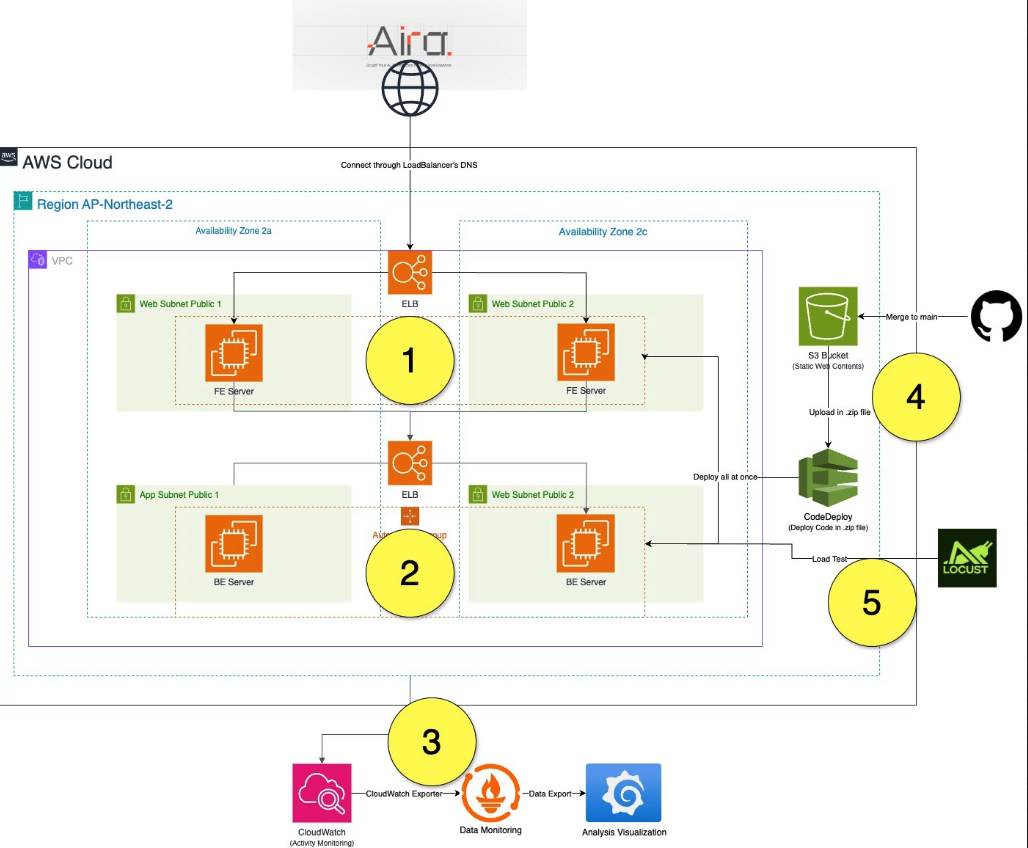 Aira.
aws
AWS Cloud
Connect through LoadBalancer's DNS
Region AP-Northeast-2
Availability Zone 2a
Availability Zone 2c
VPC
ELB
Web Subnet Public 1
Web Subnet Public 2
FE Server
1
FE Server
S3 Bucket
(Static Web Contents)
Merge to main
4
Upload in .zip file
ELB
App Subnet Public 1
Web Subnet Public 2
Deploy all at once
CodeDeploy
(Deploy Code in .zip file)
BE Server
2
BE Server
Load Test
LOCUST
5
3
CloudWatch
(Activity Monitoring)
CloudWatch Exporter
Data Monitoring
Data Export
Analysis Visualization